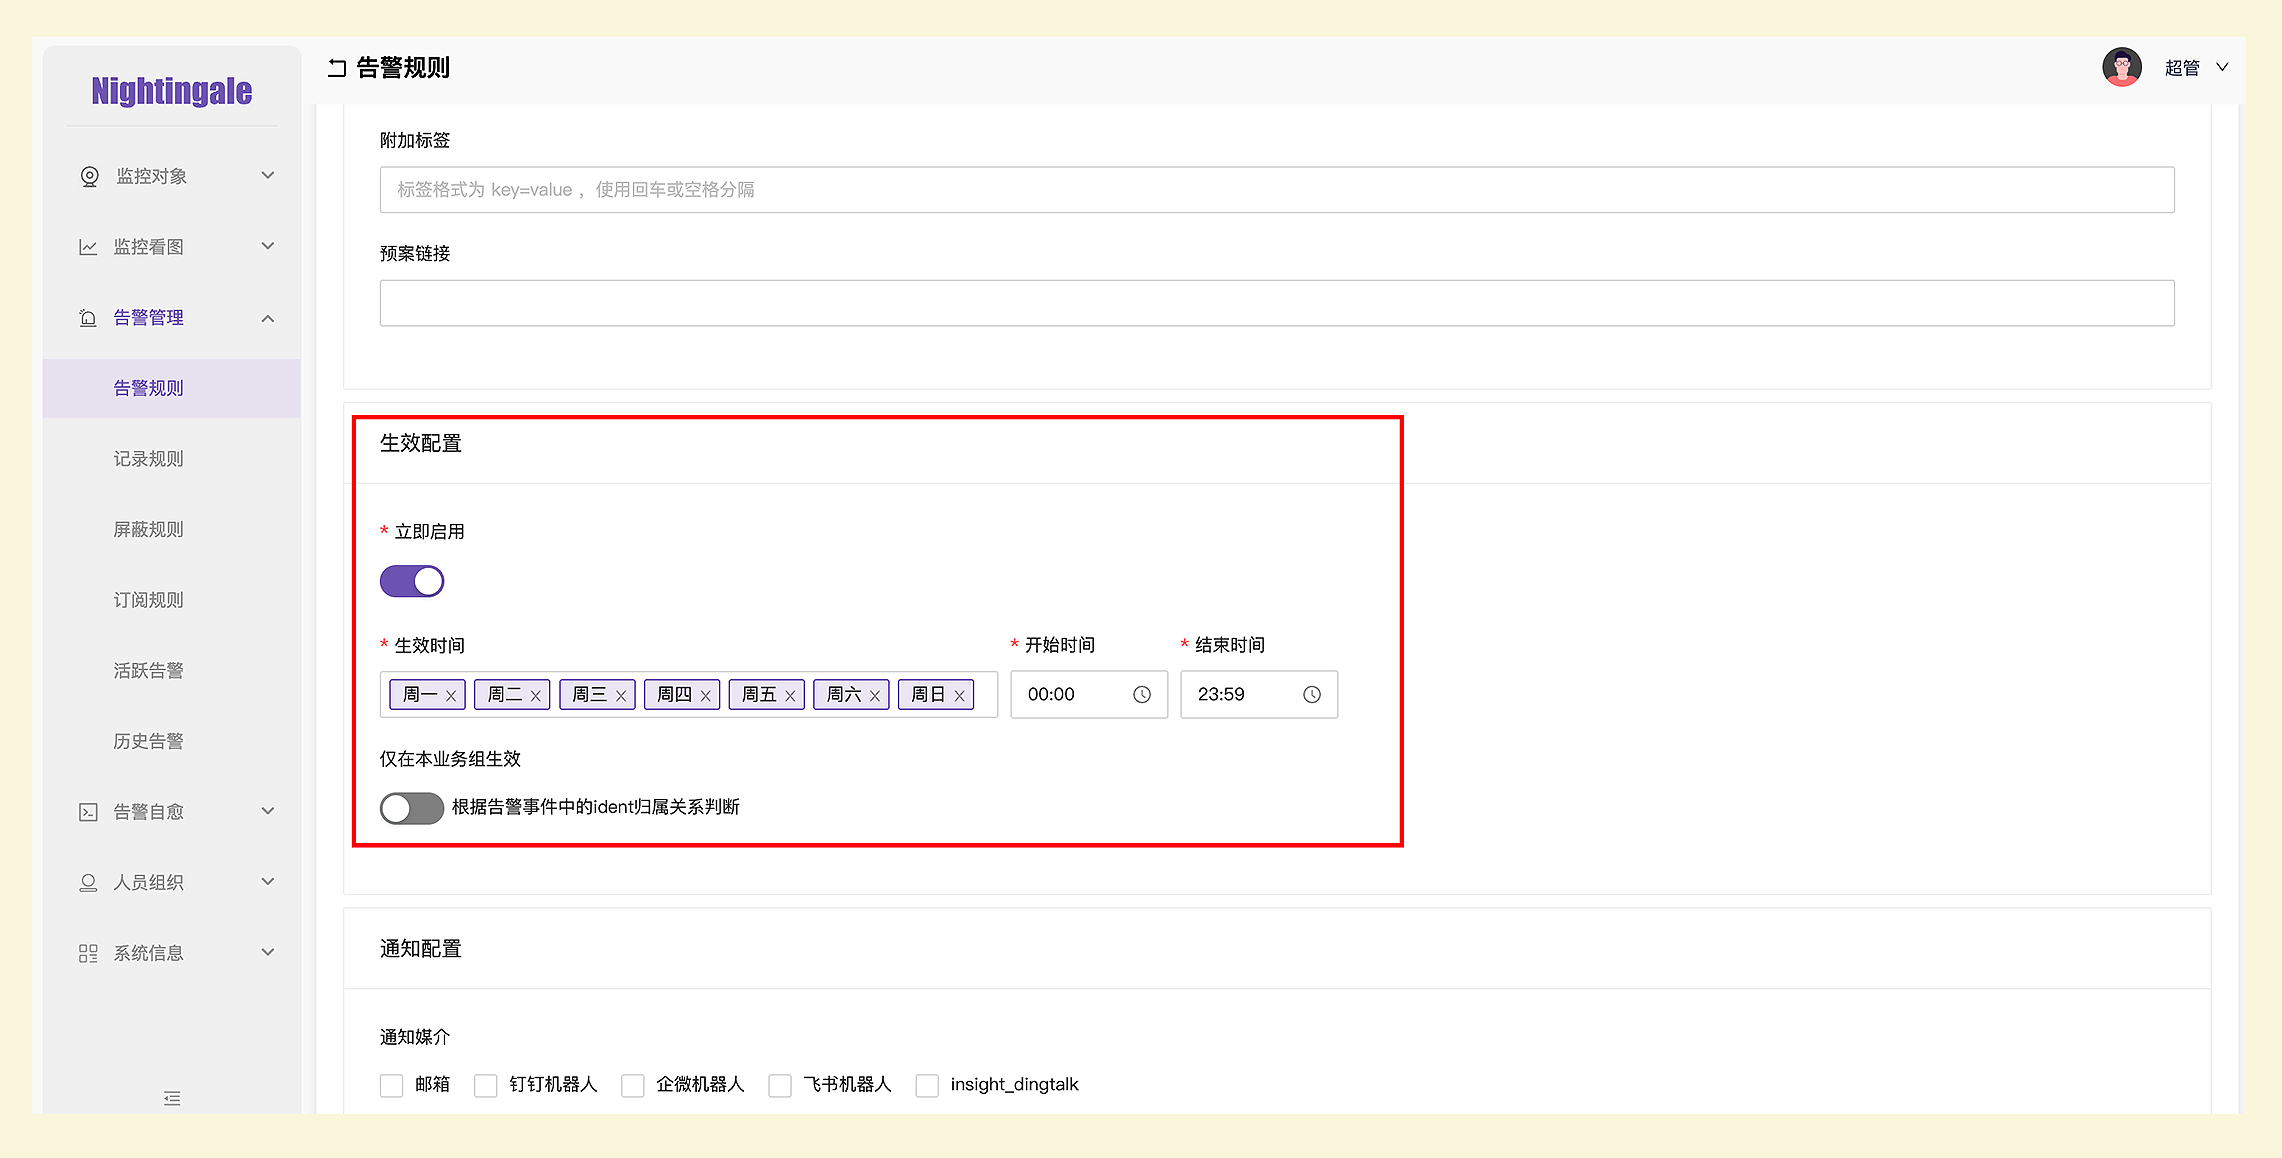 Nightingale
监控对象
监控看图
告警管理
告警规则
记录规则
屏蔽规则
订阅规则
活跃告警
历史告警
告警自愈
人员组织
系统信息
告警规则
超管
附加标签
标签格式为 key=value ，使用回车或空格分隔
预案链接
生效配置
* 立即启用
* 生效时间
* 开始时间
* 结束时间
周一 周二 周三 周四 周五 周六 周日
00:00
23:59
仅在本业务组生效
根据告警事件中的ident归属关系判断
通知配置
通知媒介
邮箱 钉钉机器人 企微机器人 飞书机器人 insight_dingtalk